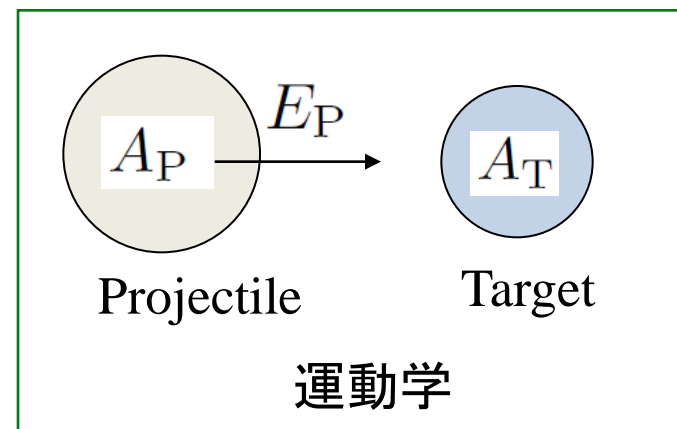 E_P
A_P
A_T
Projectile
Target
運動学